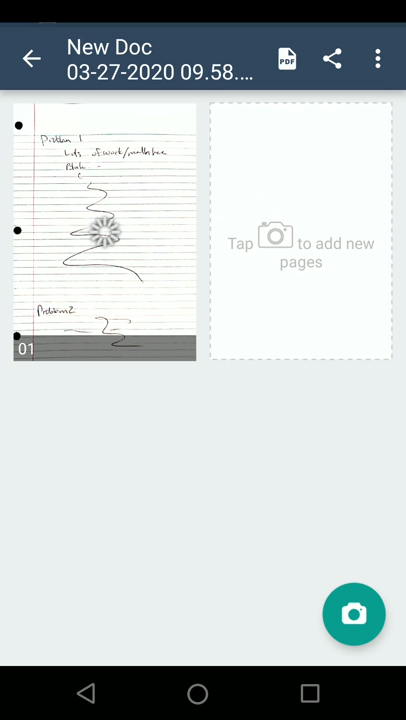 New Doc
03-27-2020 09.58....
PDF
Problem 1
Lots of work/math here
Blah -
Problem 2
01
Tap to add new
pages